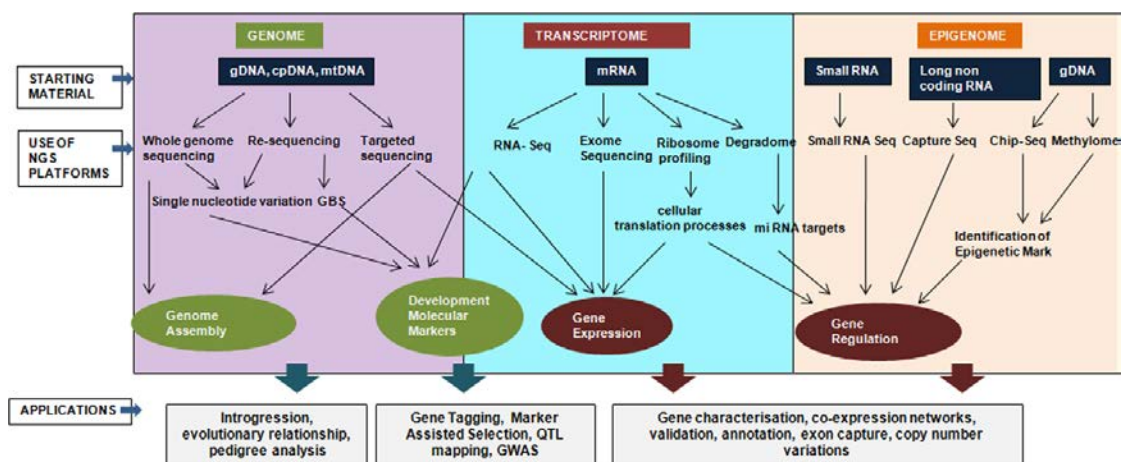 GENOME
TRANSCRIPTOME
EPIGENOME
STARTING
MATERIAL
gDNA, cpDNA, mtDNA
mRNA
Small RNA
Long non
coding RNA
gDNA
USE OF
NGS
PLATFORMS
Whole genome
sequencing
Re-sequencing
Targeted
sequencing
RNA- Seq
Exome
Sequencing
Ribosome
profiling
Degradome
Small RNA Seq
Capture Seq
Chip-Seq
Methylomes
Single nucleotide variation
GBS
cellular
translation processes
mi RNA targets
Identification of
Epigenetic Mark
Genome
Assembly
Development
Molecular
Markers
Gene
Expression
Gene
Regulation
APPLICATIONS
Introgression,
evolutionary relationship,
pedigree analysis
Gene Tagging, Marker
Assisted Selection, QTL
mapping, GWAS
Gene characterisation, co-expression networks,
validation, annotation, exon capture, copy number
variations